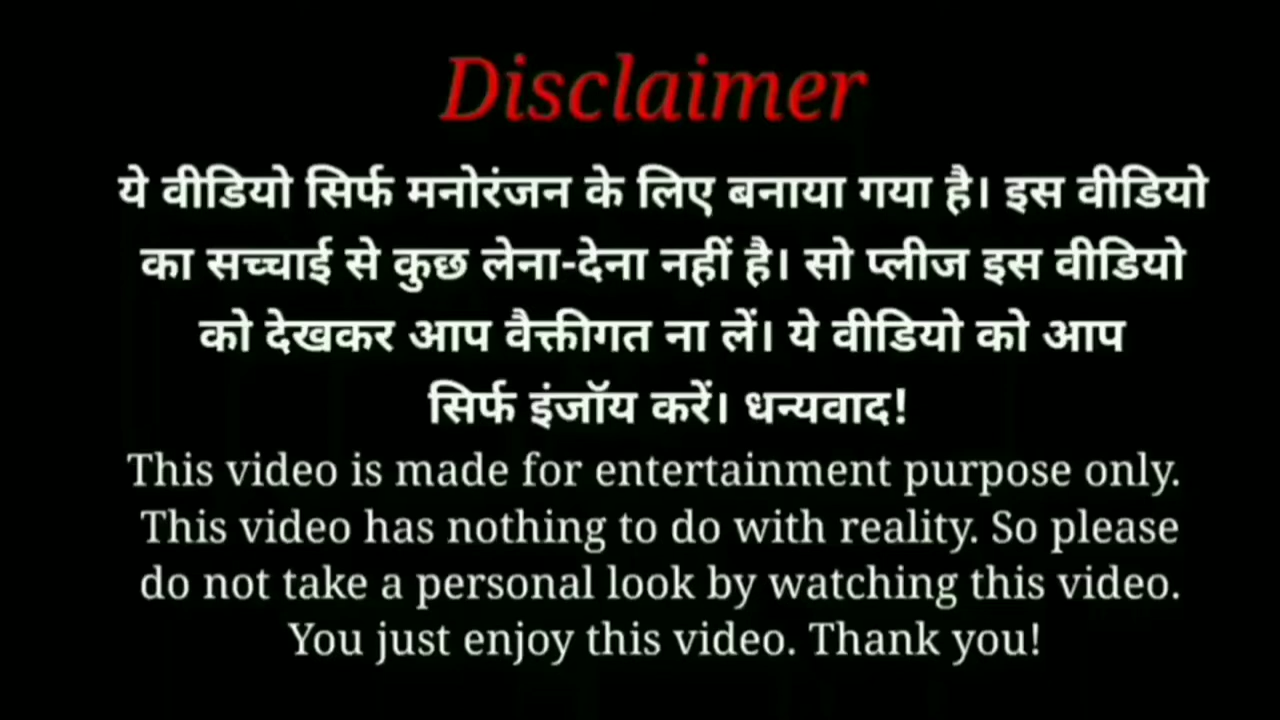 Disclaimer
ये वीडियो सिर्फ मनोरंजन के लिए बनाया गया है। इस वीडियो
का सच्चाई से कुछ लेना-देना नहीं है। सो प्लीज इस वीडियो
को देखकर आप वैक्तीगत ना लें। ये वीडियो को आप
सिर्फ इंजॉय करें। धन्यवाद!
This video is made for entertainment purpose only.
This video has nothing to do with reality. So please
do not take a personal look by watching this video.
You just enjoy this video. Thank you!